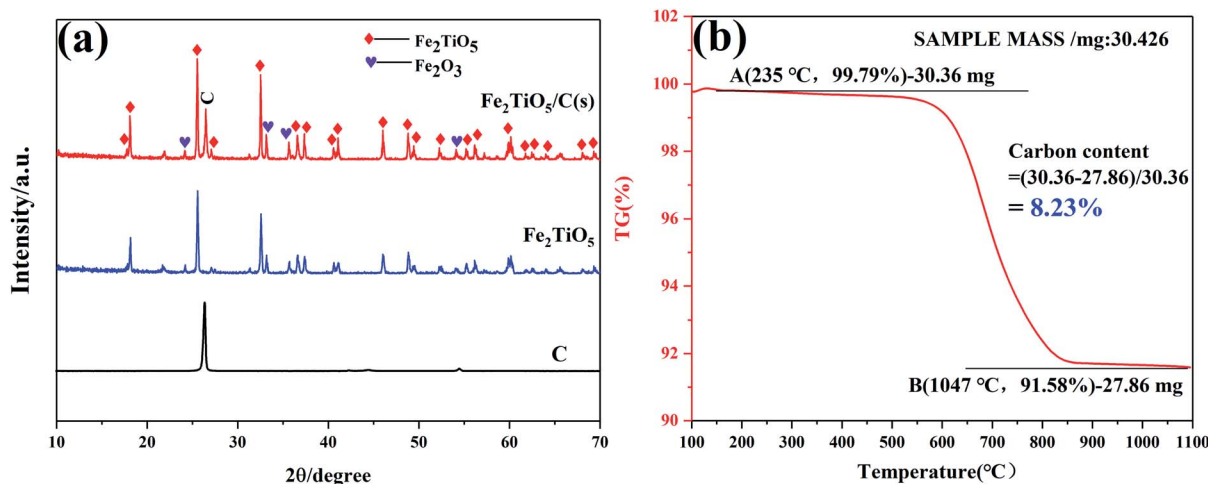 (a)
Fe₂TiO₅
Fe₂O₃
C
Fe₂TiO₅/C(s)
Fe₂TiO₅
C
Intensity/a.u.
10 20 30 40 50 60 70
2θ/degree
(b)
SAMPLE MASS /mg:30.426
A(235 ℃, 99.79%)-30.36 mg
Carbon content
=(30.36-27.86)/30.36
= 8.23%
B(1047 ℃, 91.58%)-27.86 mg
TG(%)
100
98
96
94
92
90
100 200 300 400 500 600 700 800 900 1000 1100
Temperature(℃)